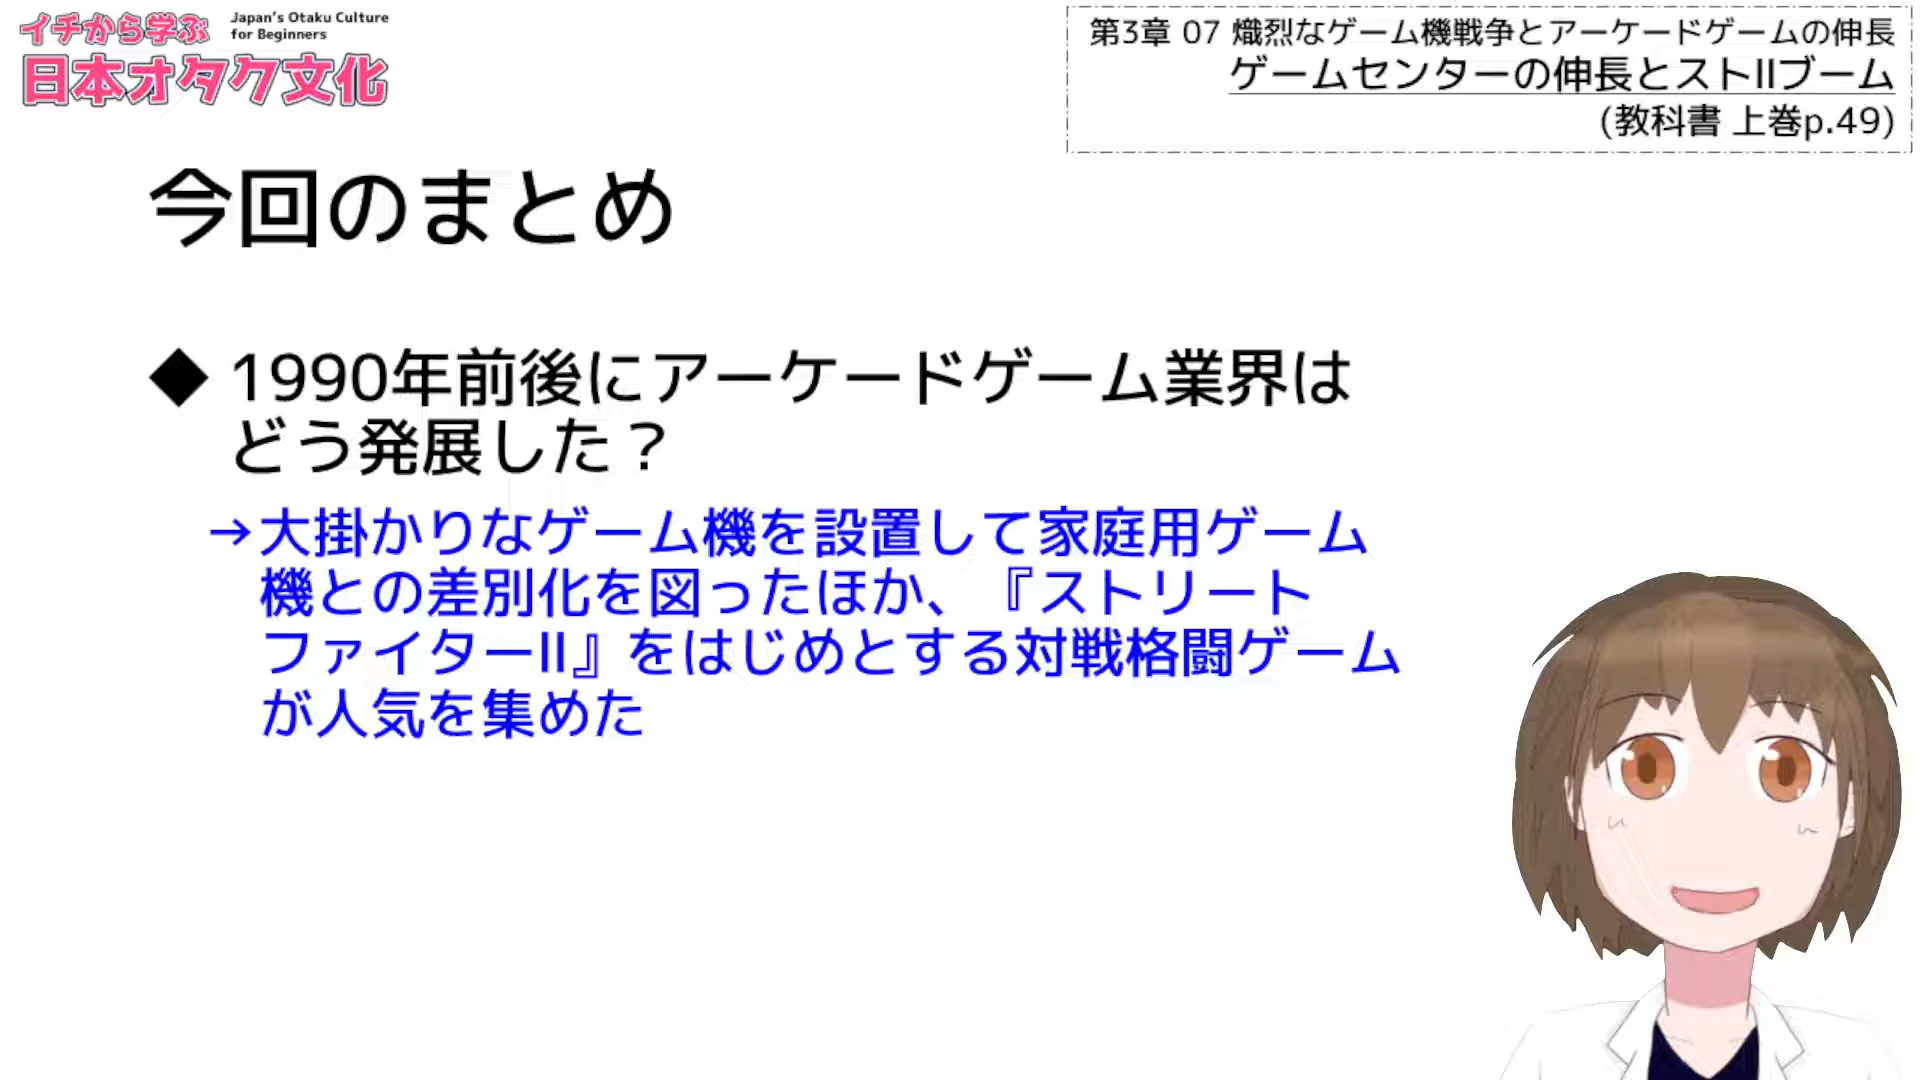 イチから学ぶ
日本オタク文化
Japan's Otaku Culture
for Beginners
第3章 07 熾烈なゲーム機戦争とアーケードゲームの伸長
ゲームセンターの伸長とストIIブーム
(教科書 上巻p.49)
今回のまとめ
◆ 1990年前後にアーケードゲーム業界は
どう発展した？
→大掛かりなゲーム機を設置して家庭用ゲーム
機との差別化を図ったほか、『ストリート
ファイターII』をはじめとする対戦格闘ゲーム
が人気を集めた